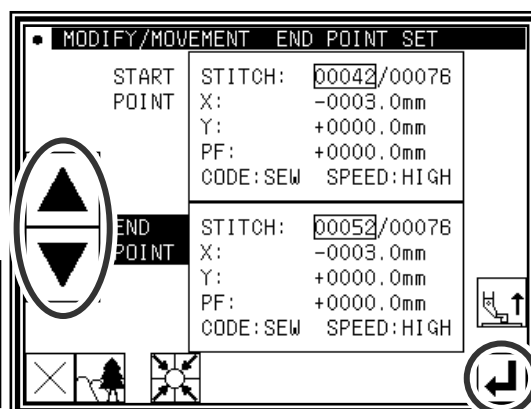 MODIFY/MOVEMENT END POINT SET
START POINT
STITCH: 00042/00076
X: -0003.0mm
Y: +0000.0mm
PF: +0000.0mm
CODE:SEW SPEED:HIGH
END POINT
STITCH: 00052/00076
X: -0003.0mm
Y: +0000.0mm
PF: +0000.0mm
CODE:SEW SPEED:HIGH